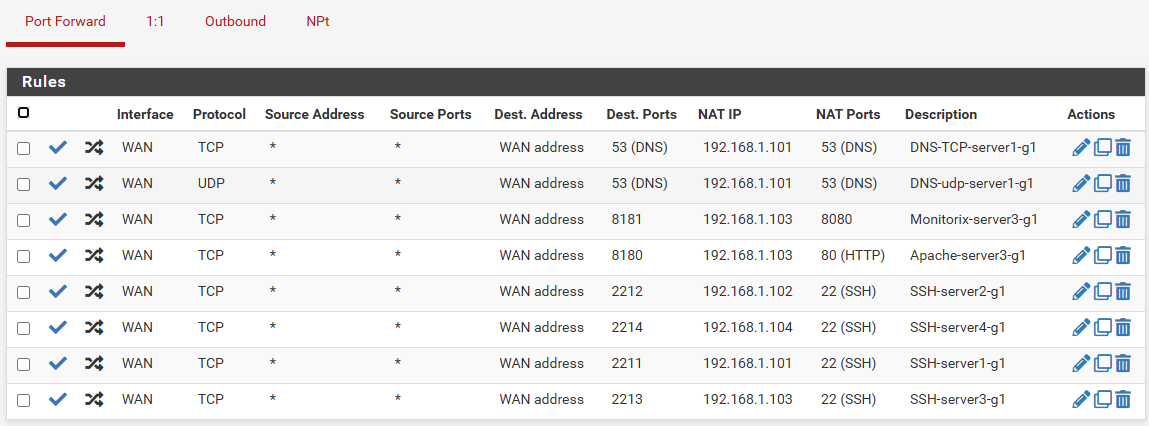 Port Forward 1:1 Outbound NPt
Rules
Interface Protocol Source Address Source Ports Dest. Address Dest. Ports NAT IP NAT Ports Description Actions
WAN TCP * * WAN address 53 (DNS) 192.168.1.101 53 (DNS) DNS-TCP-server1-g1
WAN UDP * * WAN address 53 (DNS) 192.168.1.101 53 (DNS) DNS-udp-server1-g1
WAN TCP * * WAN address 8181 192.168.1.103 8080 Monitorix-server3-g1
WAN TCP * * WAN address 8180 192.168.1.103 80 (HTTP) Apache-server3-g1
WAN TCP * * WAN address 2212 192.168.1.102 22 (SSH) SSH-server2-g1
WAN TCP * * WAN address 2214 192.168.1.104 22 (SSH) SSH-server4-g1
WAN TCP * * WAN address 2211 192.168.1.101 22 (SSH) SSH-server1-g1
WAN TCP * * WAN address 2213 192.168.1.103 22 (SSH) SSH-server3-g1